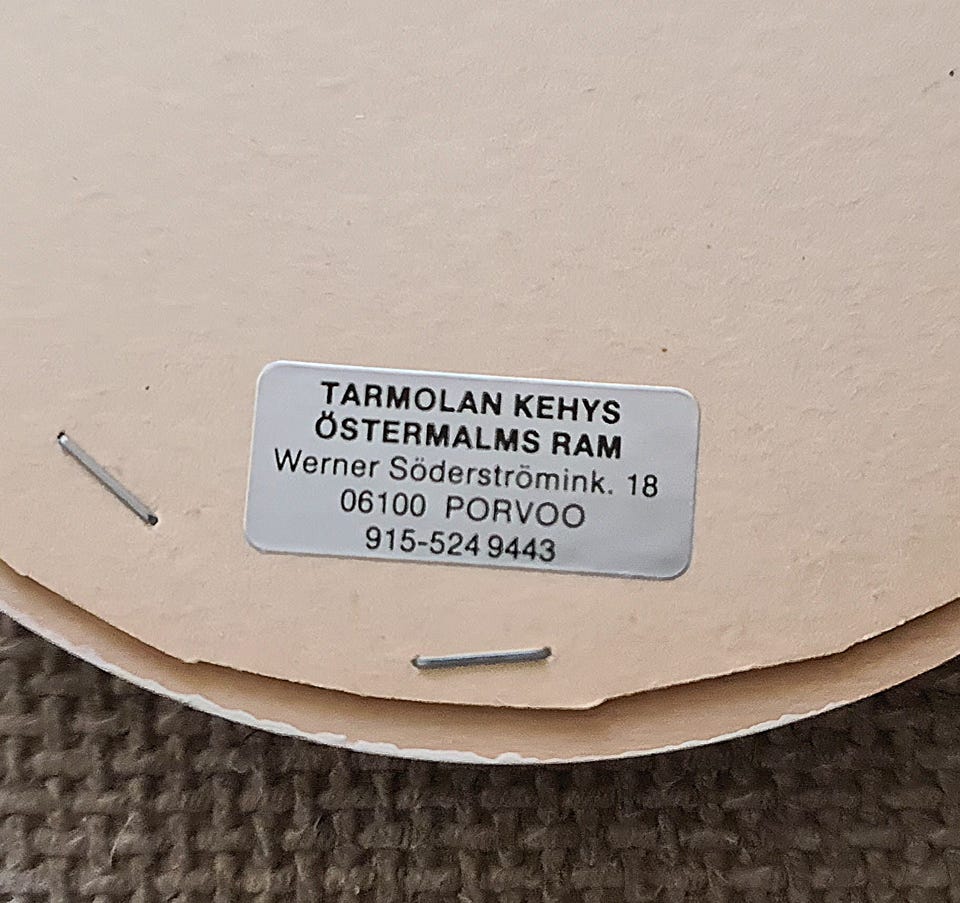 TARMOLAN KEHYS
ÖSTERMALMS RAM
Werner Söderströmink. 18
06100 PORVOO
915-524 9443